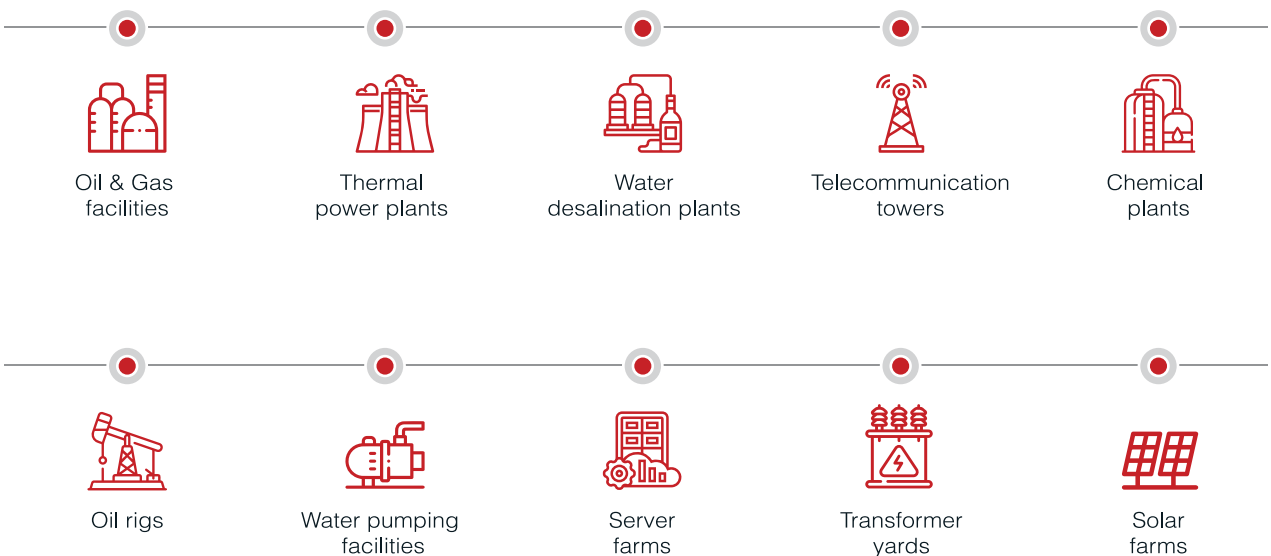 Oil & Gas
facilities
Thermal
power plants
Water
desalination plants
Telecommunication
towers
Chemical
plants
Oil rigs
Water pumping
facilities
Server
farms
Transformer
yards
Solar
farms